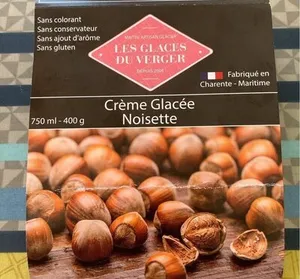 Sans colorant
Sans conservateur
Sans ajout d'arôme
Sans gluten
LES GLACES
DU VERGER
Fabriqué en
Charente - Maritime
Crème Glacée
Noisette
750 ml - 400 g